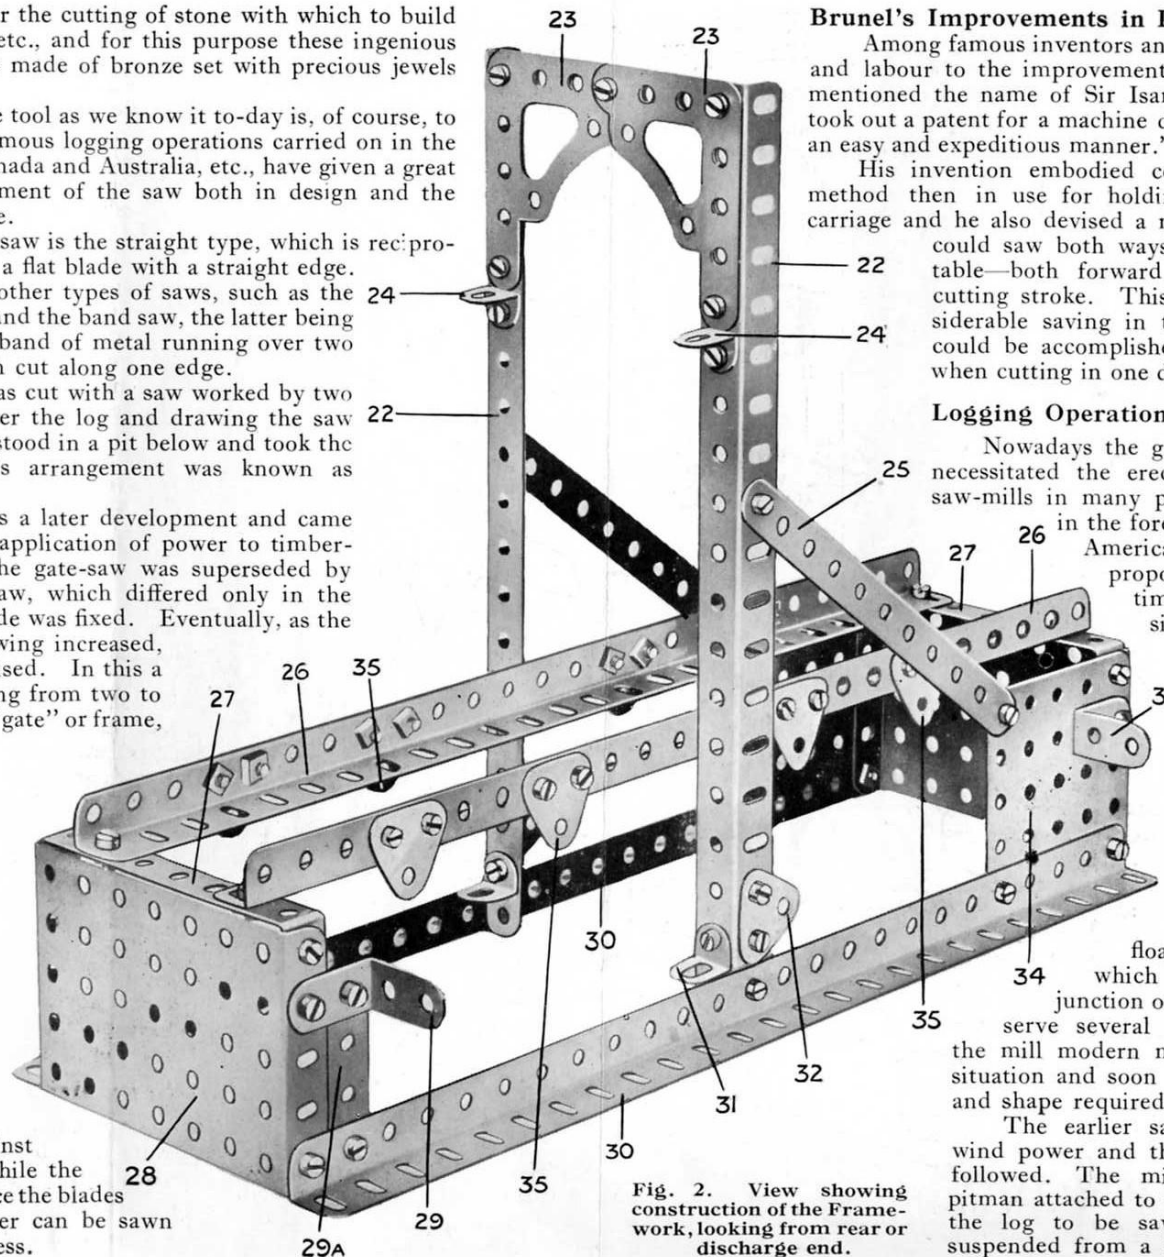 r the cutting of stone with which to build
etc., and for this purpose these ingenious
made of bronze set with precious jewels
e tool as we know it to-day is, of course, to
mous logging operations carried on in the
nada and Australia, etc., have given a great
ment of the saw both in design and the
e.
saw is the straight type, which is recipro-
a flat blade with a straight edge.
other types of saws, such as the
and the band saw, the latter being
band of metal running over two
n cut along one edge.
as cut with a saw worked by two
er the log and drawing the saw
stood in a pit below and took the
s arrangement was known as
s a later development and came
application of power to timber-
he gate-saw was superseded by
aw, which differed only in the
de was fixed. Eventually, as the
wing increased,
sed. In this a
ng from two to
gate" or frame,
nst
hile the
ce the blades
er can be sawn
ess.
23
23
24
22
22
24
25
26
27
26
35
27
30
34
35
32
31
30
35
28
29
29A
Fig. 2. View showing
construction of the Frame-
work, looking from rear or
discharge end.
Brunel's Improvements in
Among famous inventors an
and labour to the improvement
mentioned the name of Sir Isa
took out a patent for a machine
an easy and expeditious manner."
His invention embodied c
method then in use for holdi
carriage and he also devised a
could saw both ways
table—both forward
cutting stroke. This
siderable saving in
could be accomplishe
when cutting in one
Logging Operation
Nowadays the g
necessitated the erec
saw-mills in many p
in the fore
America
propo
tim
si
floa
which
junction o
serve several
the mill modern
situation and soon
and shape required
The earlier sa
wind power and th
followed. The mi
pitman attached to
the log to be sa
suspended from a